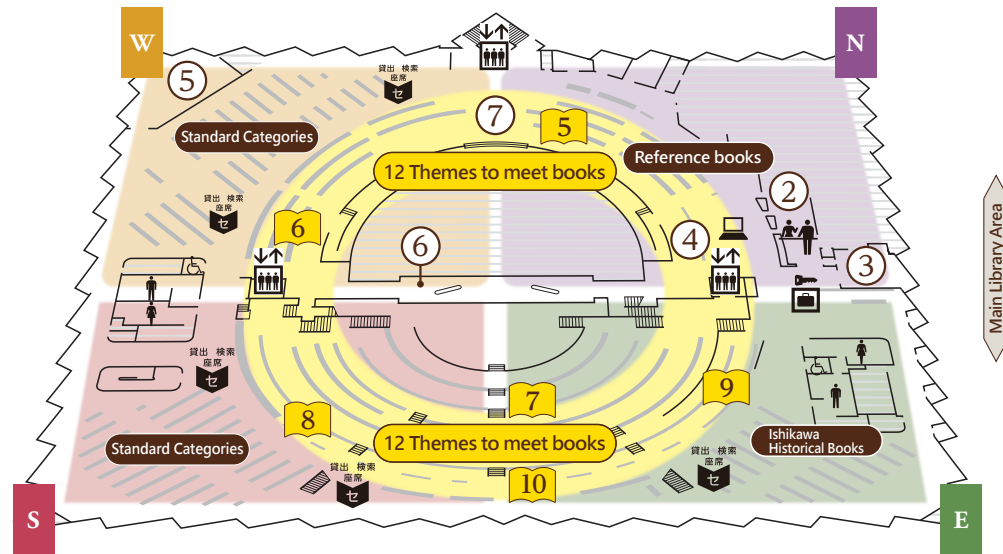 W
N
5
貸出 検索
座席
セ
7
5
Standard Categories
Reference books
12 Themes to meet books
2
貸出 検索
座席
セ
6
6
4
3
Main Library Area
貸出 検索
座席
セ
7
9
8
Standard Categories
12 Themes to meet books
Ishikawa
Historical Books
貸出 検索
座席
セ
貸出 検索
座席
セ
10
S
E